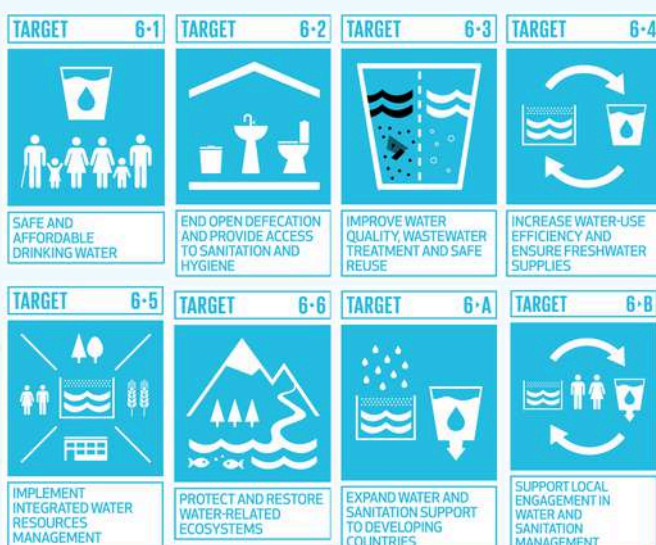 TARGET 6·1
SAFE AND
AFFORDABLE
DRINKING WATER
TARGET 6·2
END OPEN DEFECATION
AND PROVIDE ACCESS
TO SANITATION AND
HYGIENE
TARGET 6·3
IMPROVE WATER
QUALITY, WASTEWATER
TREATMENT AND SAFE
REUSE
TARGET 6·4
INCREASE WATER-USE
EFFICIENCY AND
ENSURE FRESHWATER
SUPPLIES
TARGET 6·5
IMPLEMENT
INTEGRATED WATER
RESOURCES
MANAGEMENT
TARGET 6·6
PROTECT AND RESTORE
WATER-RELATED
ECOSYSTEMS
TARGET 6·A
EXPAND WATER AND
SANITATION SUPPORT
TO DEVELOPING
COUNTRIES
TARGET 6·B
SUPPORT LOCAL
ENGAGEMENT IN
WATER AND
SANITATION
MANAGEMENT